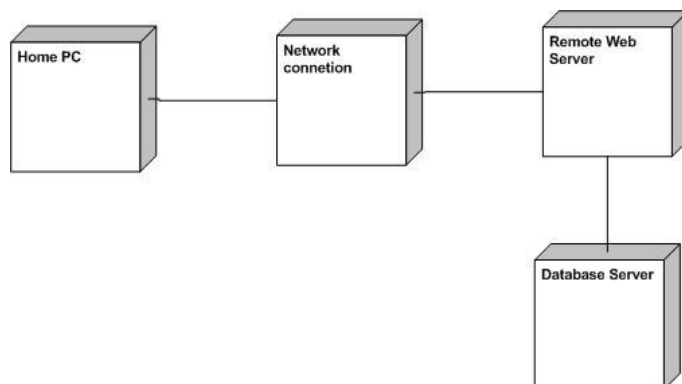 Home PC
Network
connetion
Remote Web
Server
Database Server